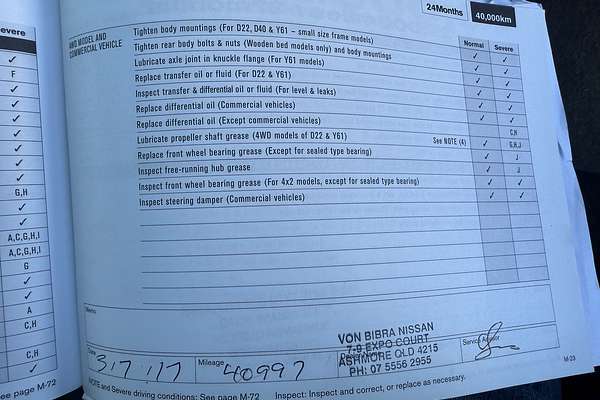 24Months
40,000km
Severe
F
G,H
A,C,G,H,I
A,C,G,H,I
G
A
C,H
C,H
See page M-72
4WD MODEL AND
COMMERCIAL VEHICLE
Normal Severe
Tighten body mountings (For D22, D40 & Y61 – small size frame models)
Tighten rear body bolts & nuts (Wooden bed models only) and body mountings
Lubricate axle joint in knuckle flange (For Y61 models)
Replace transfer oil or fluid (For D22 & Y61)
Inspect transfer & differential oil or fluid (For level & leaks)
Replace differential oil (Commercial vehicles)
Replace differential oil (Except commercial vehicles)
G,H
Lubricate propeller shaft grease (4WD models of D22 & Y61) See NOTE (4) ✓ G,H,J
Replace front wheel bearing grease (Except for sealed type bearing) ✓ J
Inspect free-running hub grease ✓ J
Inspect front wheel bearing grease (For 4x2 models, except for sealed type bearing) ✓ ✓
Inspect steering damper (Commercial vehicles) ✓ ✓
Memo
VON BIBRA NISSAN
7-9 EXPO COURT
ASHMORE QLD 4215
PH: 07 5556 2955
Date 3/7/17 Mileage 40997
Service Advisor
M-23
NOTE and Severe driving conditions: See page M-72 Inspect: Inspect and correct, or replace as necessary.